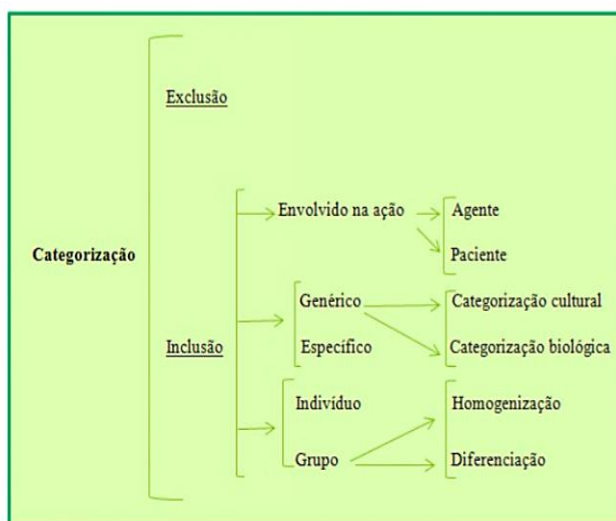 Exclusão
Envolvido na ação Agente
Categorização Paciente
Genérico Categorização cultural
Inclusão Específico Categorização biológica
Indivíduo Homogenização
Grupo Diferenciação